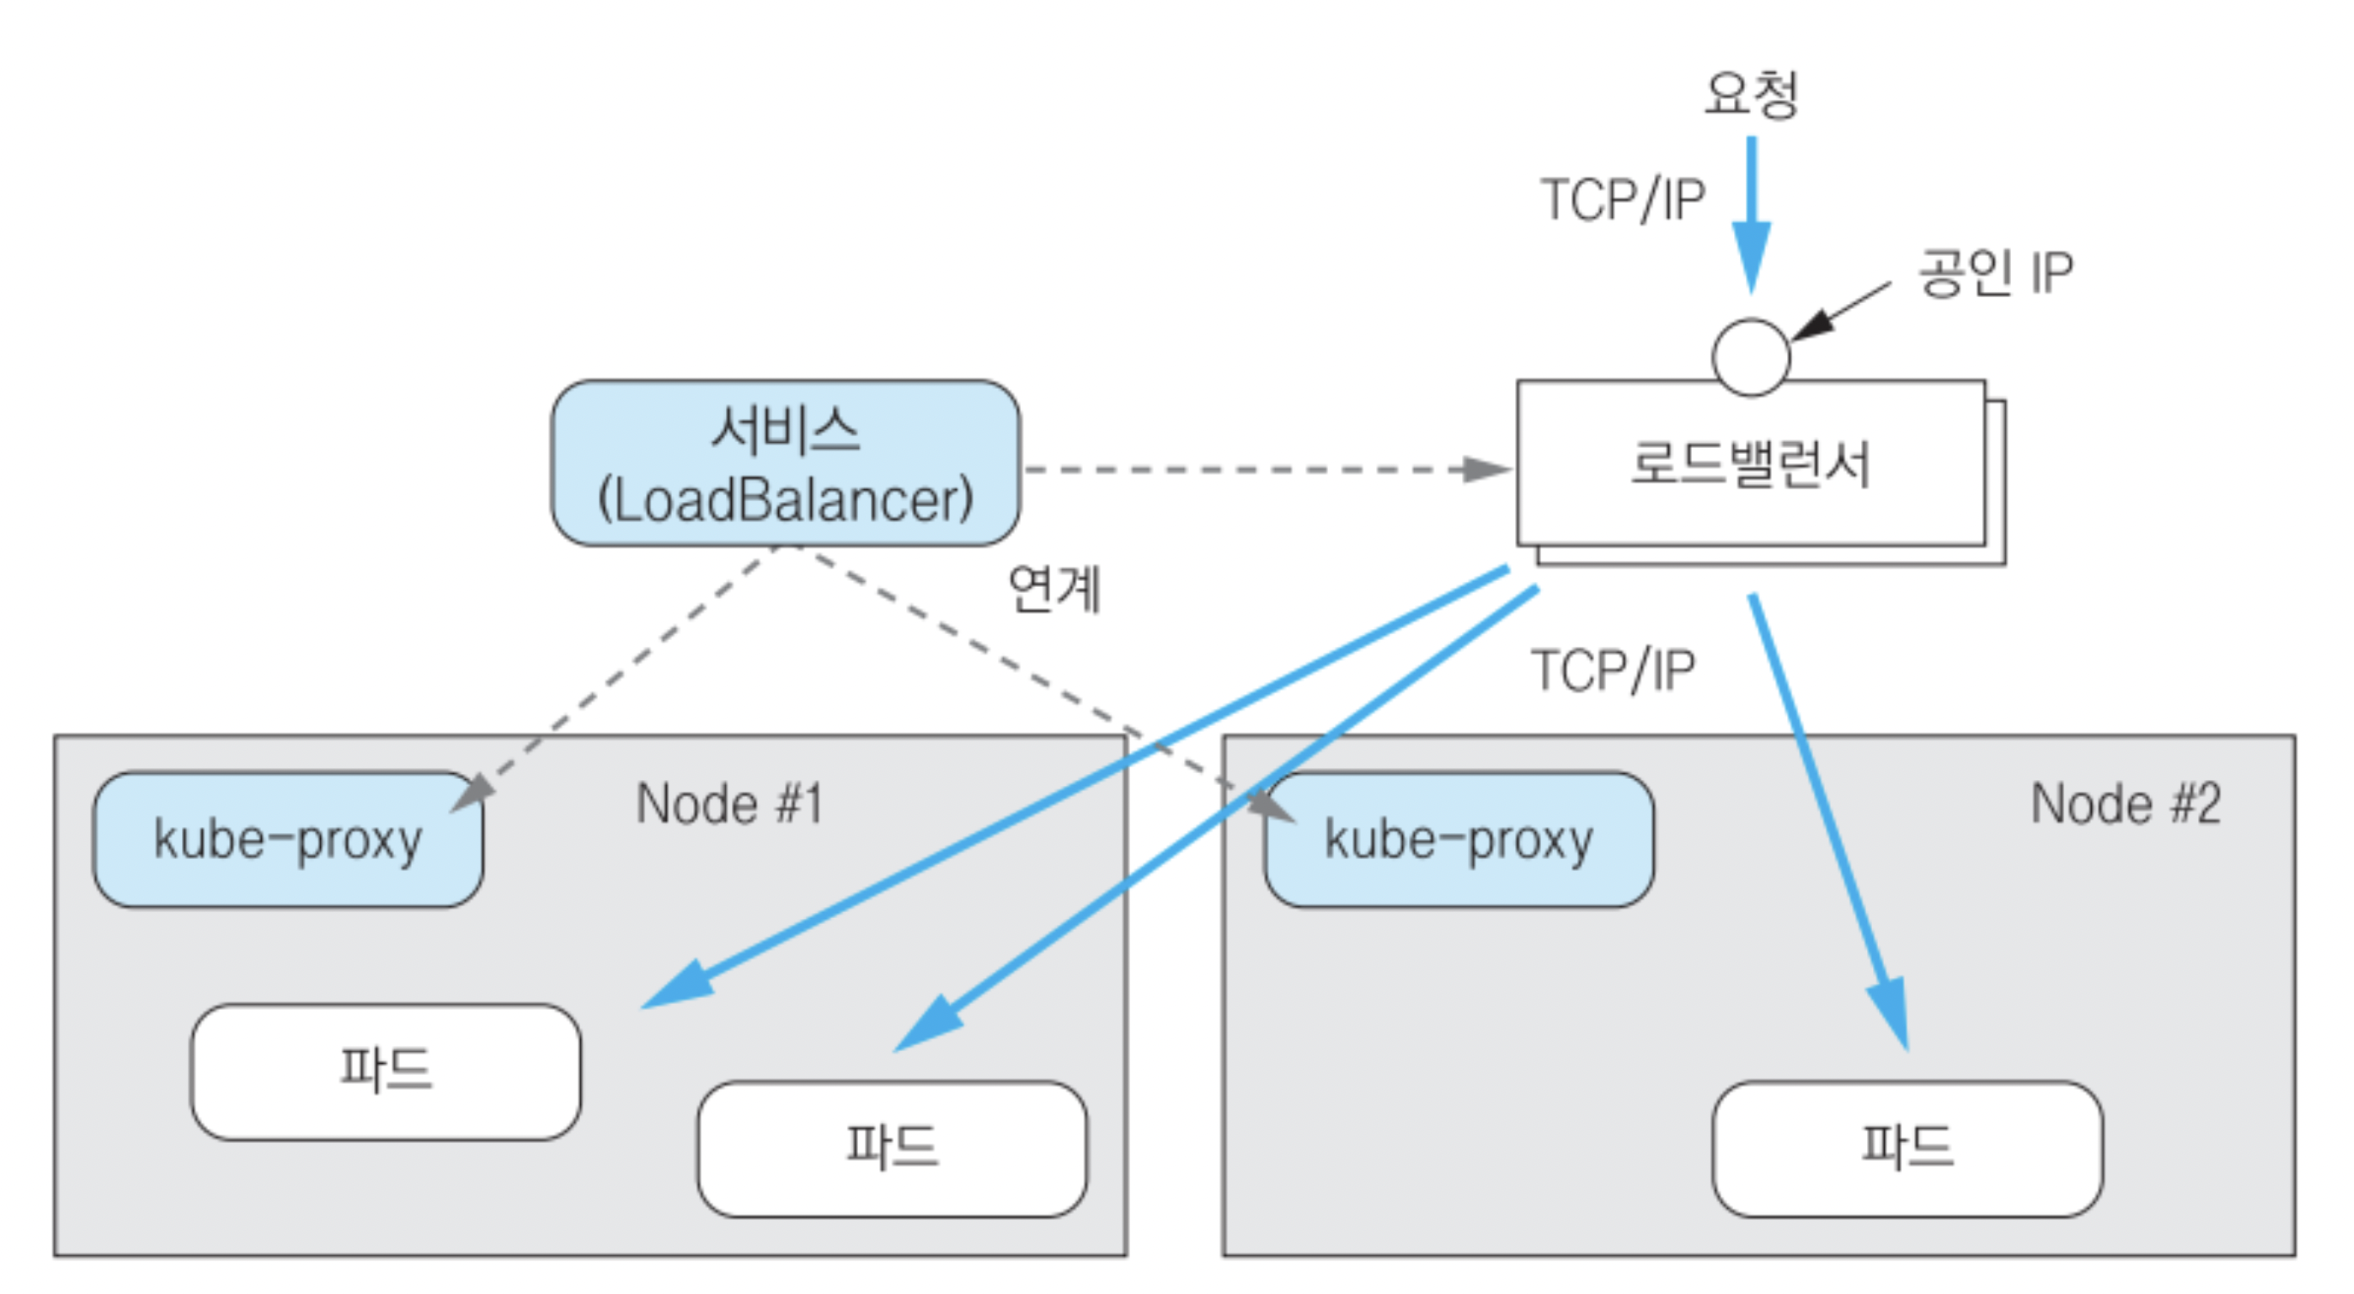 요청
TCP/IP
공인 IP
서비스
(LoadBalancer)
로드밸런서
연계
TCP/IP
Node #1
kube-proxy
파드
파드
Node #2
kube-proxy
파드